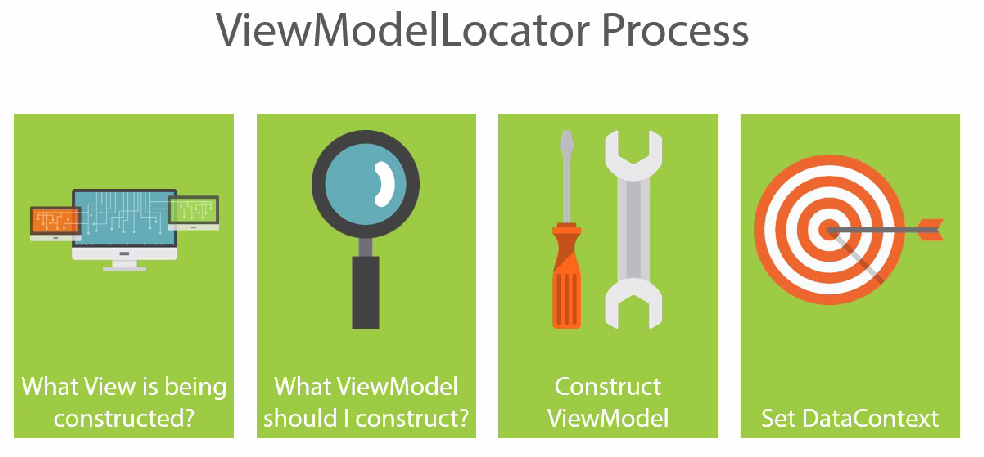 ViewModelLocator Process
What View is being
constructed?
What ViewModel
should I construct?
Construct
ViewModel
Set DataContext